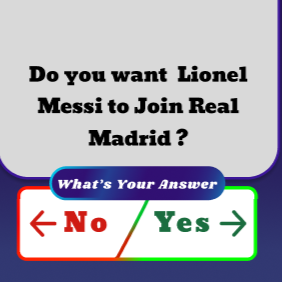 Do you want Lionel
Messi to Join Real
Madrid ?
What's Your Answer
← No Yes →